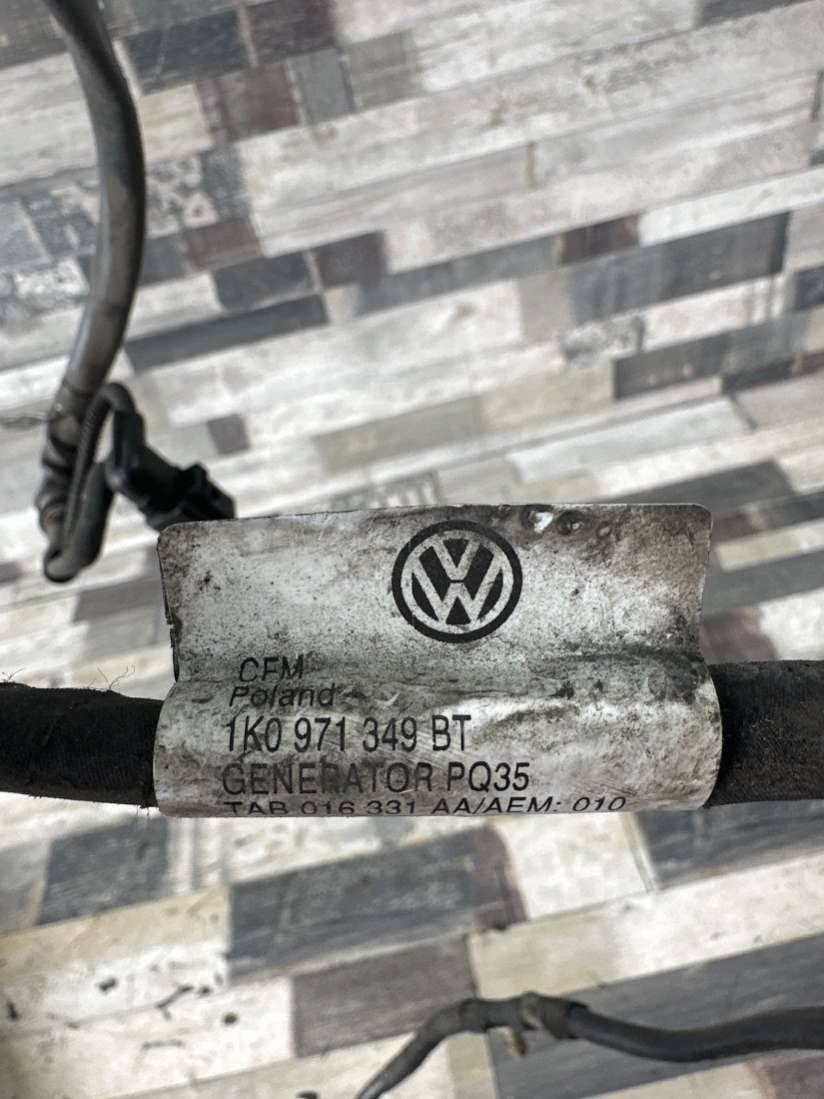 CFM
Poland
1K0 971 349 BT
GENERATOR PQ35
TAB 016 331 AA/AEM: 010